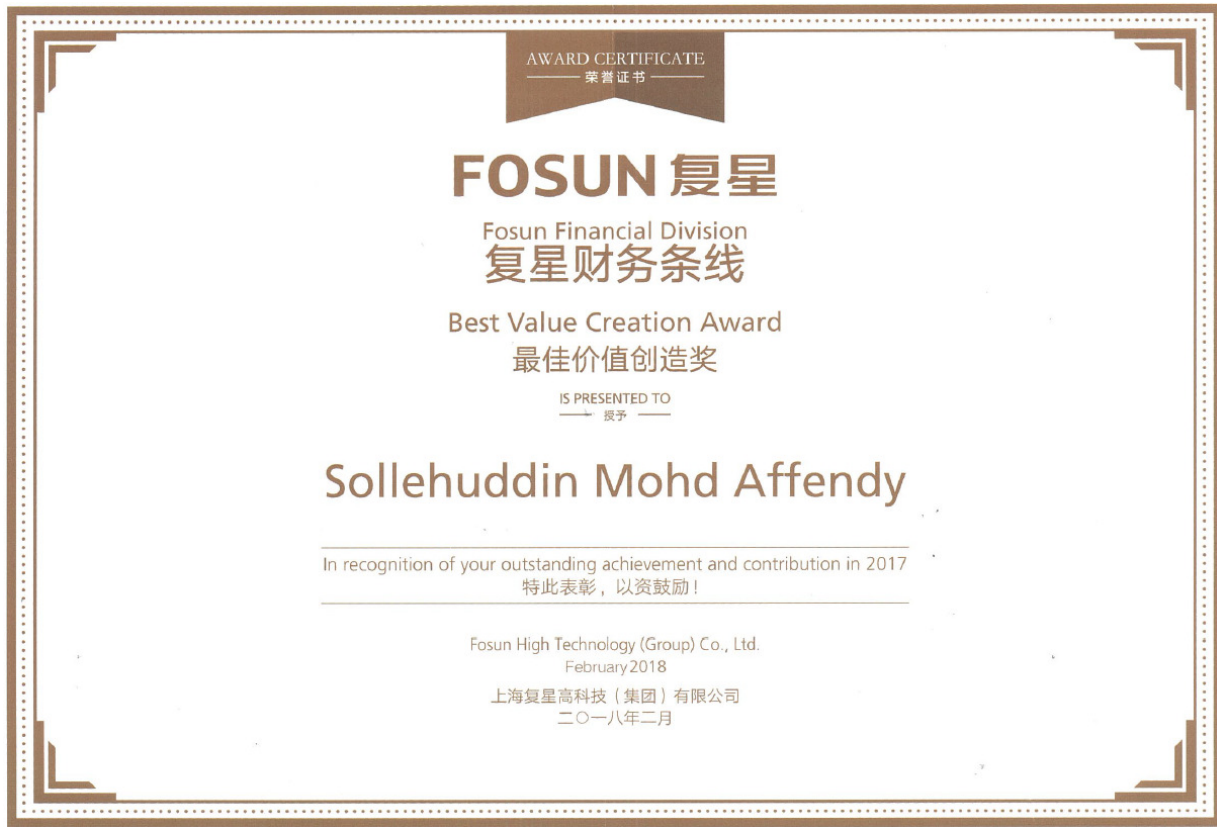 AWARD CERTIFICATE
荣誉证书
FOSUN 复星
Fosun Financial Division
复星财务条线
Best Value Creation Award
最佳价值创造奖
IS PRESENTED TO
授予
Sollehuddin Mohd Affendy
In recognition of your outstanding achievement and contribution in 2017
特此表彰，以资鼓励！
Fosun High Technology (Group) Co., Ltd.
February 2018
上海复星高科技（集团）有限公司
二〇一八年二月